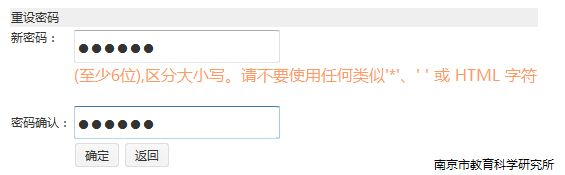 重设密码
新密码：●●●●●●
(至少6位),区分大小写。请不要使用任何类似'*'、' ' 或 HTML 字符
密码确认：●●●●●●
确定 返回
南京市教育科学研究所